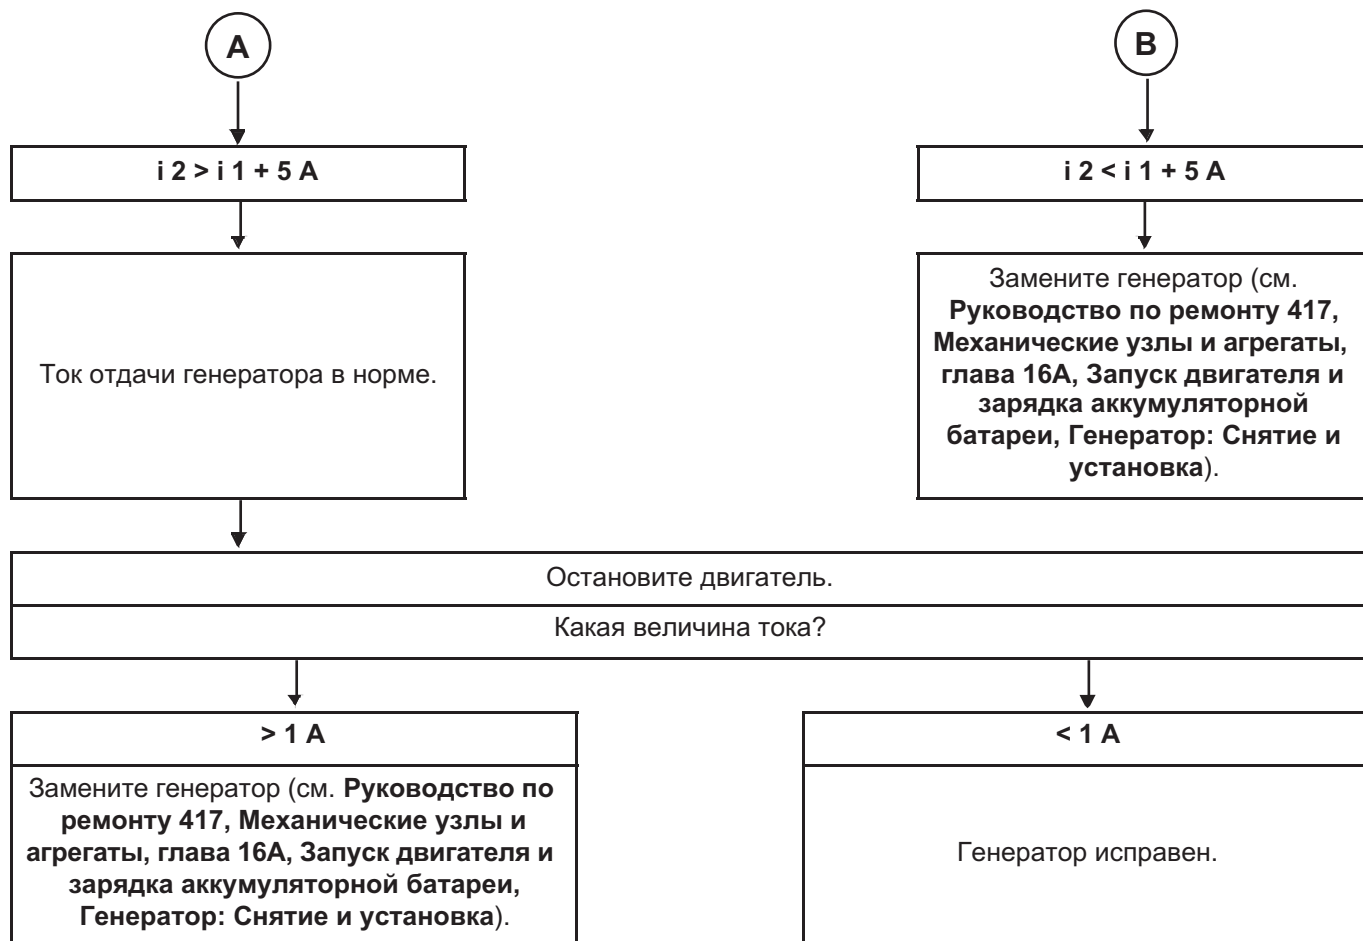 A
B
i 2 > i 1 + 5 A
i 2 < i 1 + 5 A
Ток отдачи генератора в норме.
Замените генератор (см.
Руководство по ремонту 417,
Механические узлы и агрегаты,
глава 16A, Запуск двигателя и
зарядка аккумуляторной
батареи, Генератор: Снятие и
установка).
Остановите двигатель.
Какая величина тока?
> 1 A
Замените генератор (см. Руководство по
ремонту 417, Механические узлы и
агрегаты, глава 16A, Запуск двигателя и
зарядка аккумуляторной батареи,
Генератор: Снятие и установка).
< 1 A
Генератор исправен.